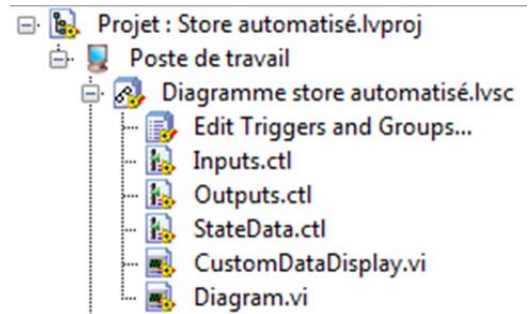 Projet : Store automatisé.lvproj
Poste de travail
Diagramme store automatisé.lvsc
Edit Triggers and Groups...
Inputs.ctl
Outputs.ctl
StateData.ctl
CustomDataDisplay.vi
Diagram.vi